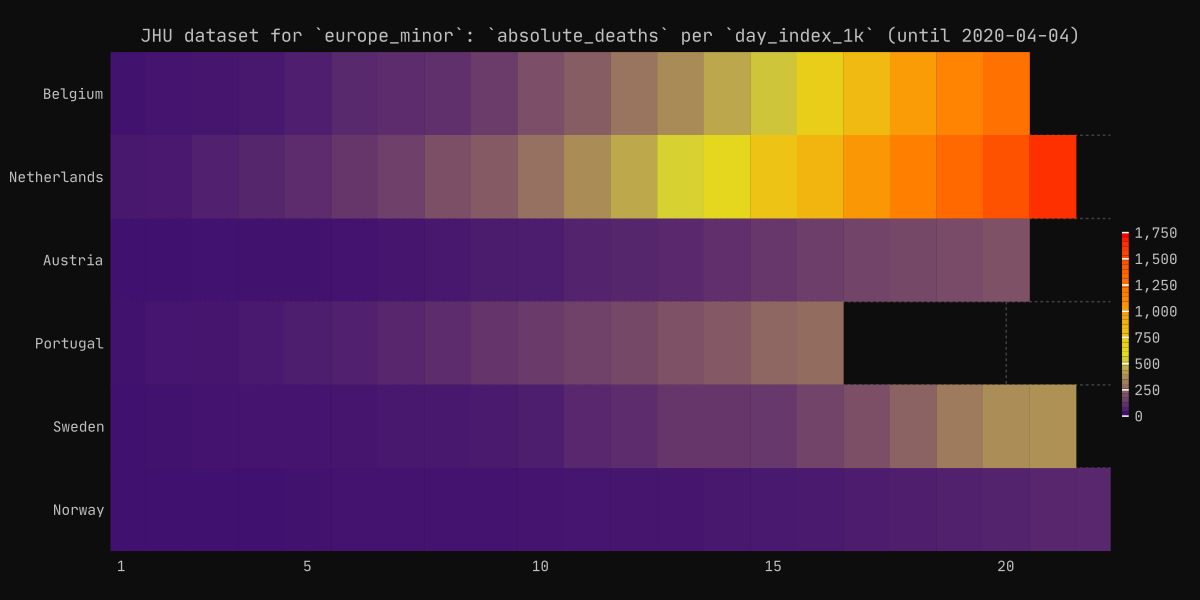 JHU dataset for `europe_minor`: `absolute_deaths` per `day_index_1k` (until 2020-04-04)
Belgium
Netherlands
Austria
Portugal
Sweden
Norway
1 5 10 15 20
1,750
1,500
1,250
1,000
750
500
250
0